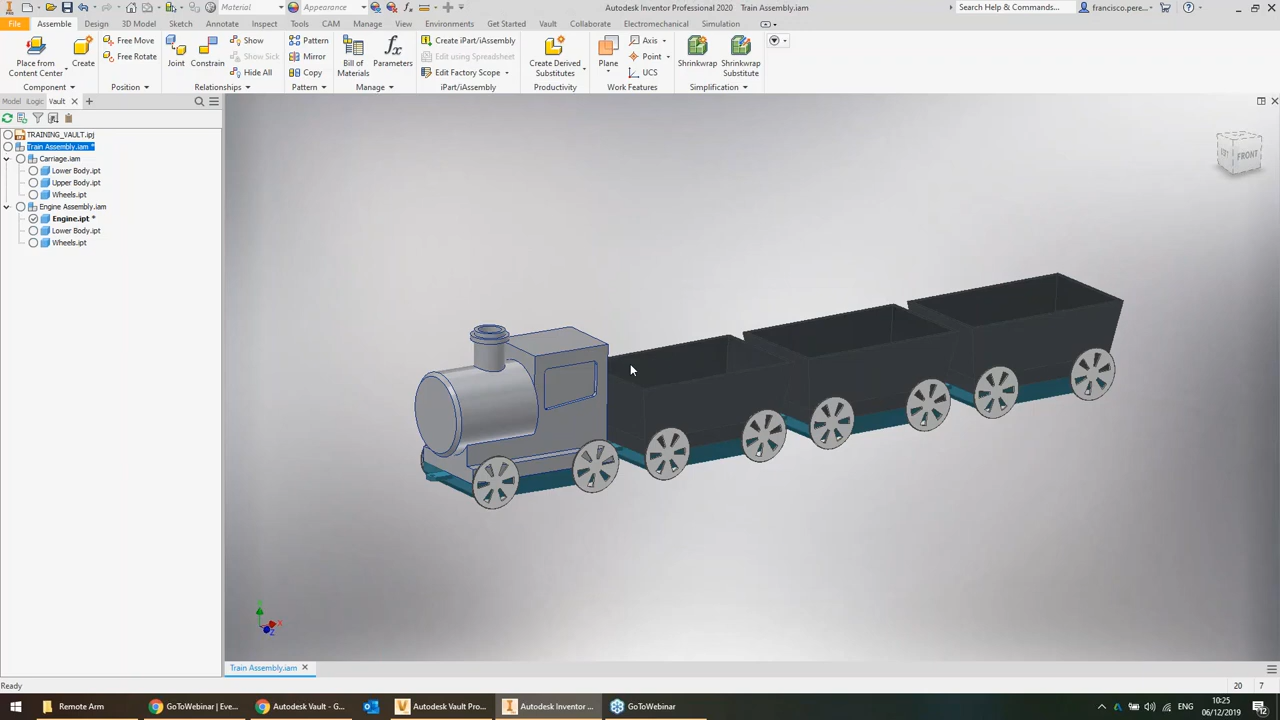 Material
Appearance
Autodesk Inventor Professional 2020 Train Assembly.iam
Search Help & Commands...
francisco.pere...
File Assembly Design 3D Model Sketch Annotate Inspect Tools CAM Manage View Environments Get Started Vault Collaborate Electromechanical Simulation
Place from
Content Center
Create
Free Move
Free Rotate
Joint
Constrain
Show
Show Sick
Hide All
Pattern
Mirror
Copy
Bill of
Materials
Parameters
Create iPart/iAssembly
Edit using Spreadsheet
Edit Factory Scope
Create Derived
Substitutes
Plane
Axis
Point
UCS
Shrinkwrap
Shrinkwrap
Substitute
Component Position Relationships Pattern Manage iPart/iAssembly Productivity Work Features Simplification
Model iLogic Vault
TRAINING_VAULT.ipj
Train Assembly.iam *
Carriage.iam
Lower Body.ipt
Upper Body.ipt
Wheels.ipt
Engine Assembly.iam
Engine.ipt *
Lower Body.ipt
Wheels.ipt
FRONT
X
Z
Train Assembly.iam
Ready
20 7
Remote Arm
GoToWebinar | Eve...
Autodesk Vault - G...
Autodesk Vault Pro...
Autodesk Inventor ...
GoToWebinar
10:25
06/12/2019